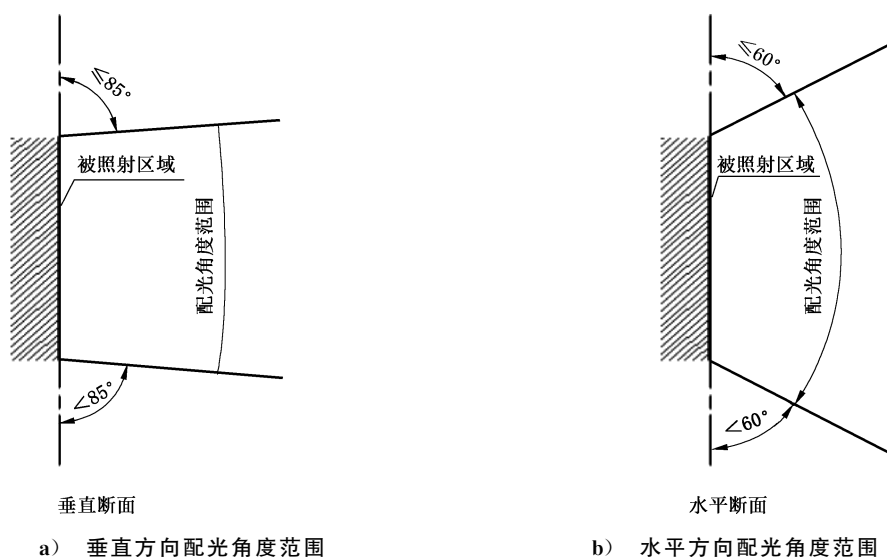 ≤85°
被照射区域
配光角度范围
<85°
垂直断面
a） 垂直方向配光角度范围
≤60°
被照射区域
配光角度范围
<60°
水平断面
b） 水平方向配光角度范围